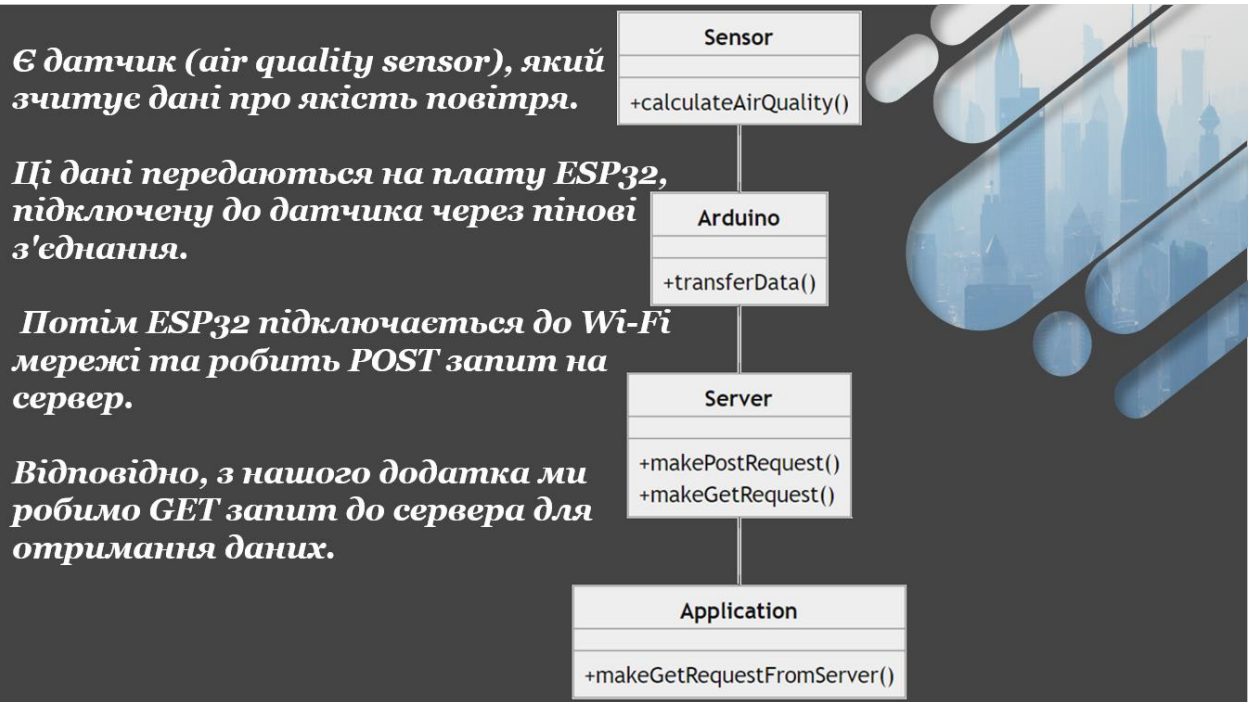 Є датчик (air quality sensor), який
зчитує дані про якість повітря.
Ці дані передаються на плату ESP32,
підключену до датчика через пінові
з'єднання.
Потім ESP32 підключається до Wi-Fi
мережі та робить POST запит на
сервер.
Відповідно, з нашого додатка ми
робимо GET запит до сервера для
отримання даних.
Sensor
+calculateAirQuality()
Arduino
+transferData()
Server
+makePostRequest()
+makeGetRequest()
Application
+makeGetRequestFromServer()